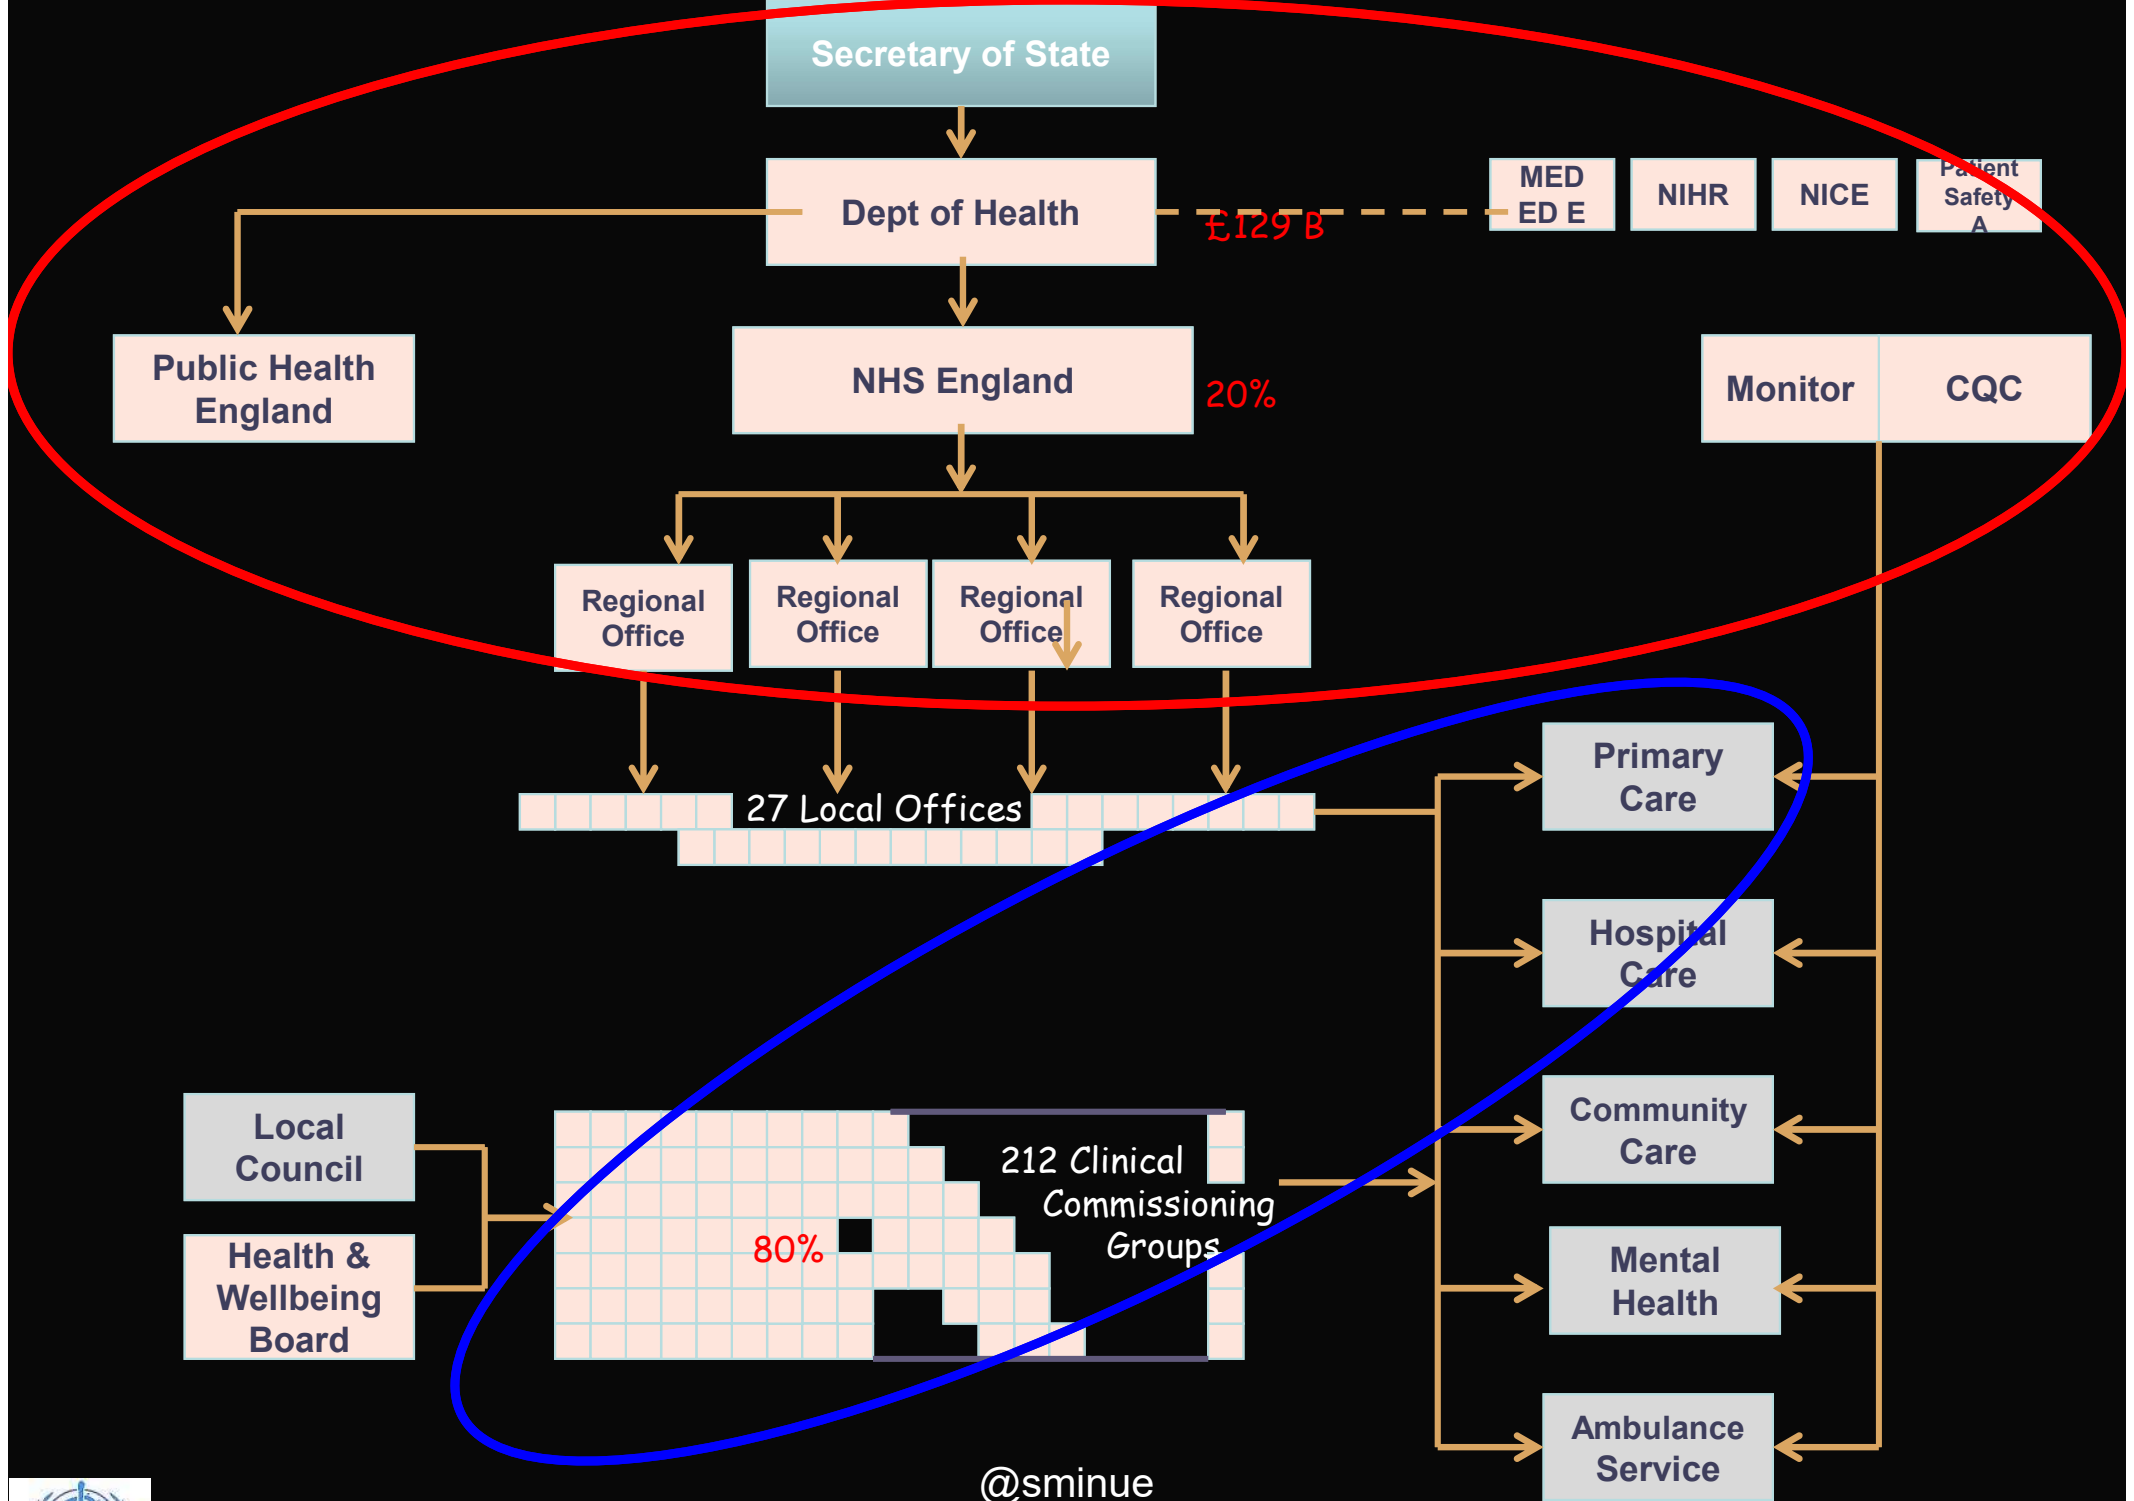 Secretary of State
Dept of Health
£129 B
MED
ED E
NIHR
NICE
Patient
Safety
A
Public Health
England
NHS England
20%
Monitor
CQC
Regional
Office
Regional
Office
Regional
Office
Regional
Office
27 Local Offices
Primary
Care
Hospital
Care
Local
Council
212 Clinical
Commissioning
Groups
80%
Community
Care
Health &
Wellbeing
Board
Mental
Health
Ambulance
Service
@sminue